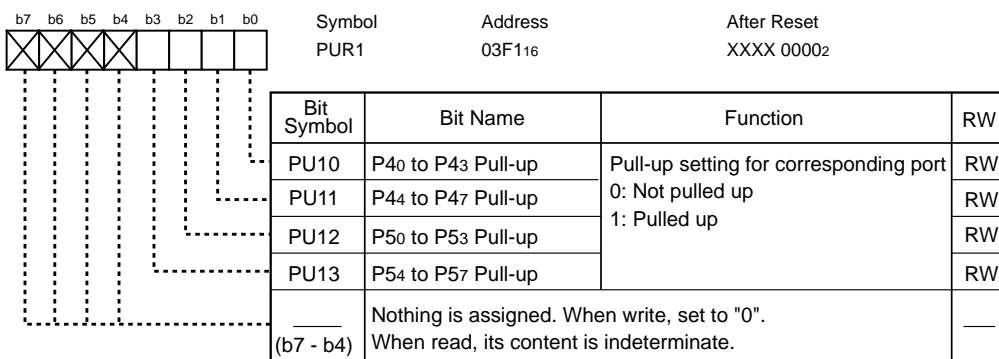 b7 b6 b5 b4 b3 b2 b1 b0
Symbol Address After Reset
PUR1 03F116 XXXX 00002
Bit Symbol Bit Name Function RW
PU10 P40 to P43 Pull-up Pull-up setting for corresponding port RW
0: Not pulled up
1: Pulled up
PU11 P44 to P47 Pull-up RW
PU12 P50 to P53 Pull-up RW
PU13 P54 to P57 Pull-up RW
(b7 - b4) Nothing is assigned. When write, set to "0".
When read, its content is indeterminate.